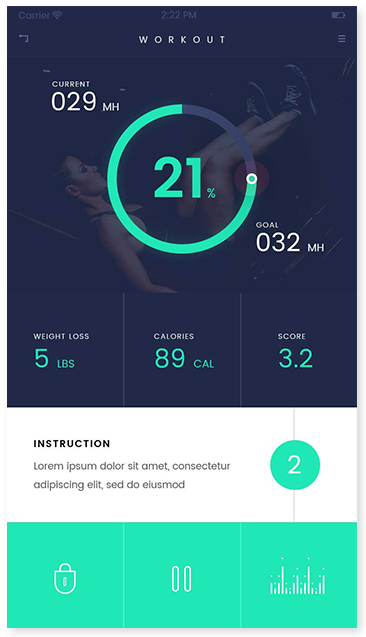 Carrier 2:22 PM
WORKOUT
CURRENT
029 MH
21 %
GOAL
032 MH
WEIGHT LOSS CALORIES SCORE
5 LBS 89 CAL 3.2
INSTRUCTION
Lorem ipsum dolor sit amet, consectetur
adipiscing elit, sed do eiusmod
2